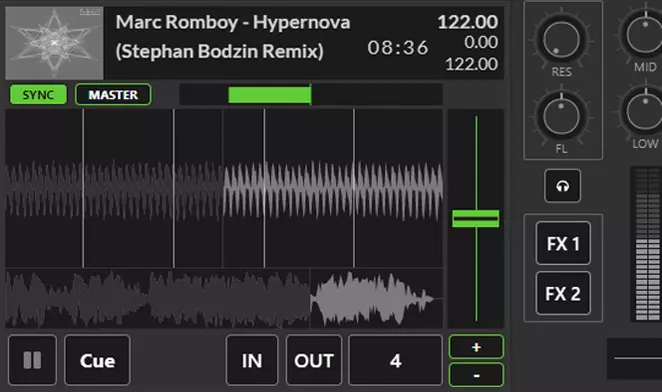 Marc Romboy - Hypernova
(Stephan Bodzin Remix)
08:36
122.00
0.00
122.00
SYNC
MASTER
RES
MID
FL
LOW
FX 1
FX 2
Cue
IN
OUT
4
+
-